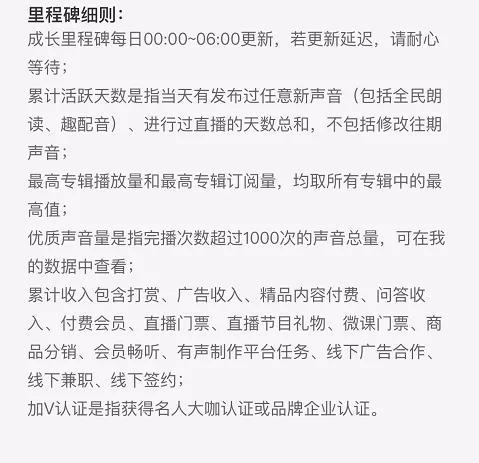 里程碑细则：
成长里程碑每日00:00~06:00更新，若更新延迟，请耐心
等待；
累计活跃天数是指当天有发布过任意新声音（包括全民朗
读、趣配音）、进行过直播的天数总和，不包括修改往期
声音；
最高专辑播放量和最高专辑订阅量，均取所有专辑中的最
高值；
优质声音量是指完播次数超过1000次的声音总量，可在我
的数据中查看；
累计收入包含打赏、广告收入、精品内容付费、问答收
入、付费会员、直播门票、直播节目礼物、微课门票、商
品分销、会员畅听、有声制作平台任务、线下广告合作、
线下兼职、线下签约；
加V认证是指获得名人大咖认证或品牌企业认证。